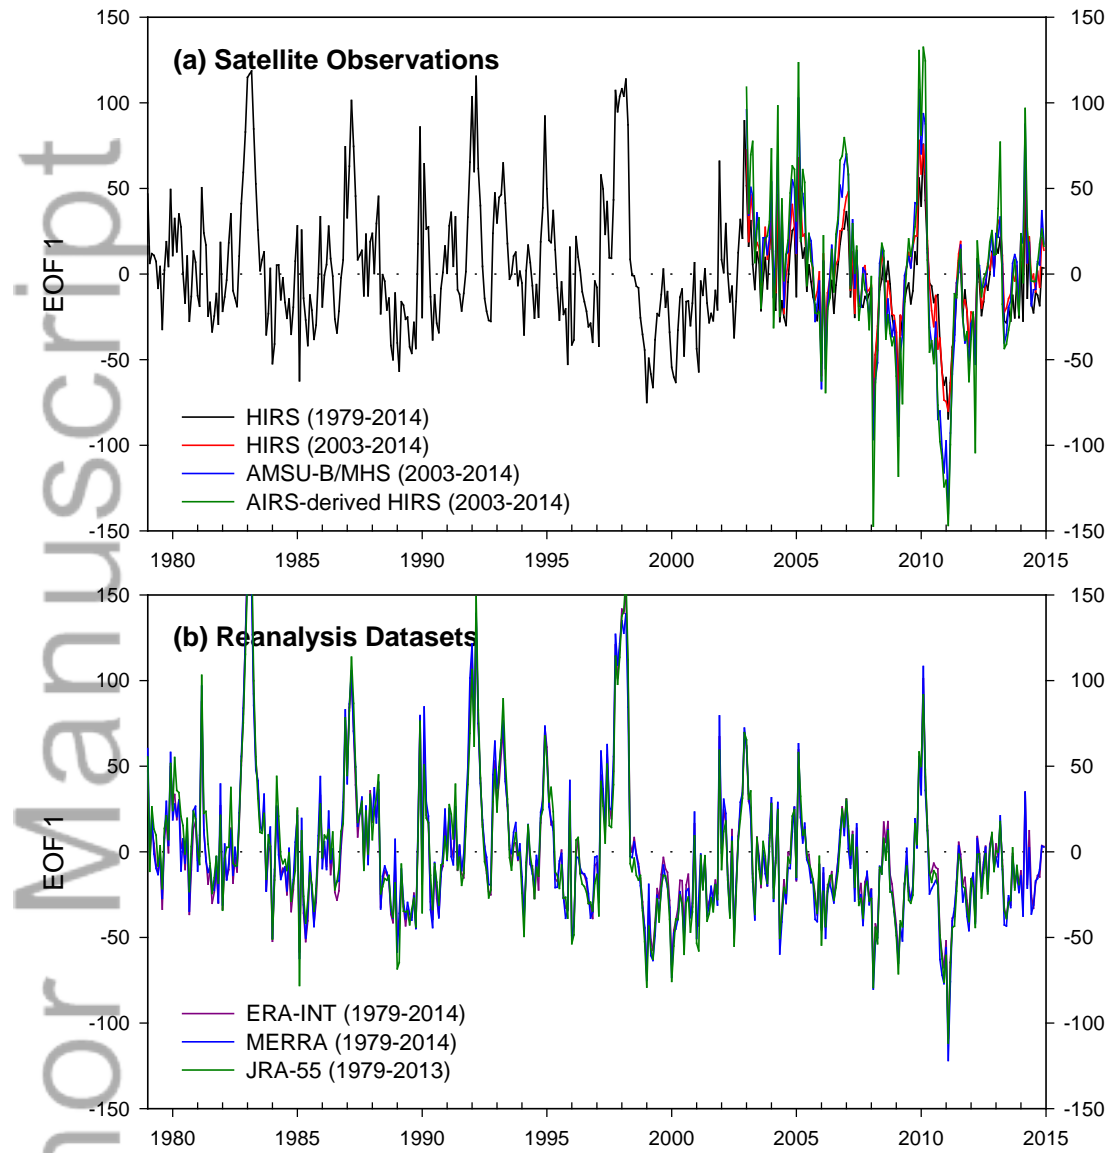 150
150
(a) Satellite Observations
100
100
50
50
EOF 1
0
0
-50
-50
HIRS (1979-2014)
HIRS (2003-2014)
-100
-100
AMSU-B/MHS (2003-2014)
AIRS-derived HIRS (2003-2014)
-150
-150
1980 1985 1990 1995 2000 2005 2010 2015
150
150
(b) Reanalysis Datasets
100
100
50
50
EOF 1
0
0
-50
-50
ERA-INT (1979-2014)
-100
-100
MERRA (1979-2014)
JRA-55 (1979-2013)
-150
-150
1980 1985 1990 1995 2000 2005 2010 2015
hor Manuscript